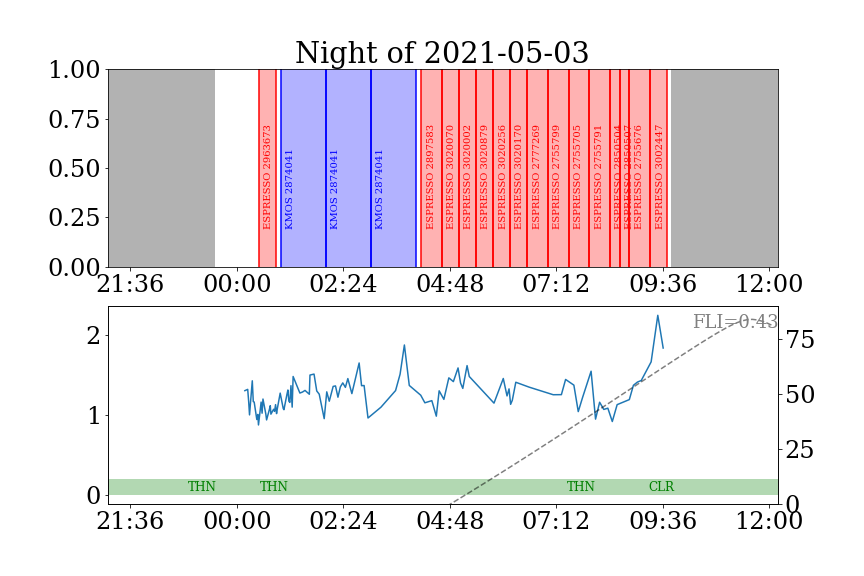 Night of 2021-05-03
1.00
0.75
0.50
0.25
0.00
ESPRESSO 2963673
KMOS 2874041
KMOS 2874041
KMOS 2874041
ESPRESSO 2897583
ESPRESSO 3020070
ESPRESSO 3020002
ESPRESSO 3020879
ESPRESSO 3020256
ESPRESSO 3020170
ESPRESSO 2777269
ESPRESSO 2755799
ESPRESSO 2755705
ESPRESSO 2755791
ESPRESSO 2850504
ESPRESSO 2850507
ESPRESSO 2755676
ESPRESSO 3002447
21:36 00:00 02:24 04:48 07:12 09:36 12:00
FLI=0.43
2
1
0
75
50
25
0
THN THN THN CLR
21:36 00:00 02:24 04:48 07:12 09:36 12:00